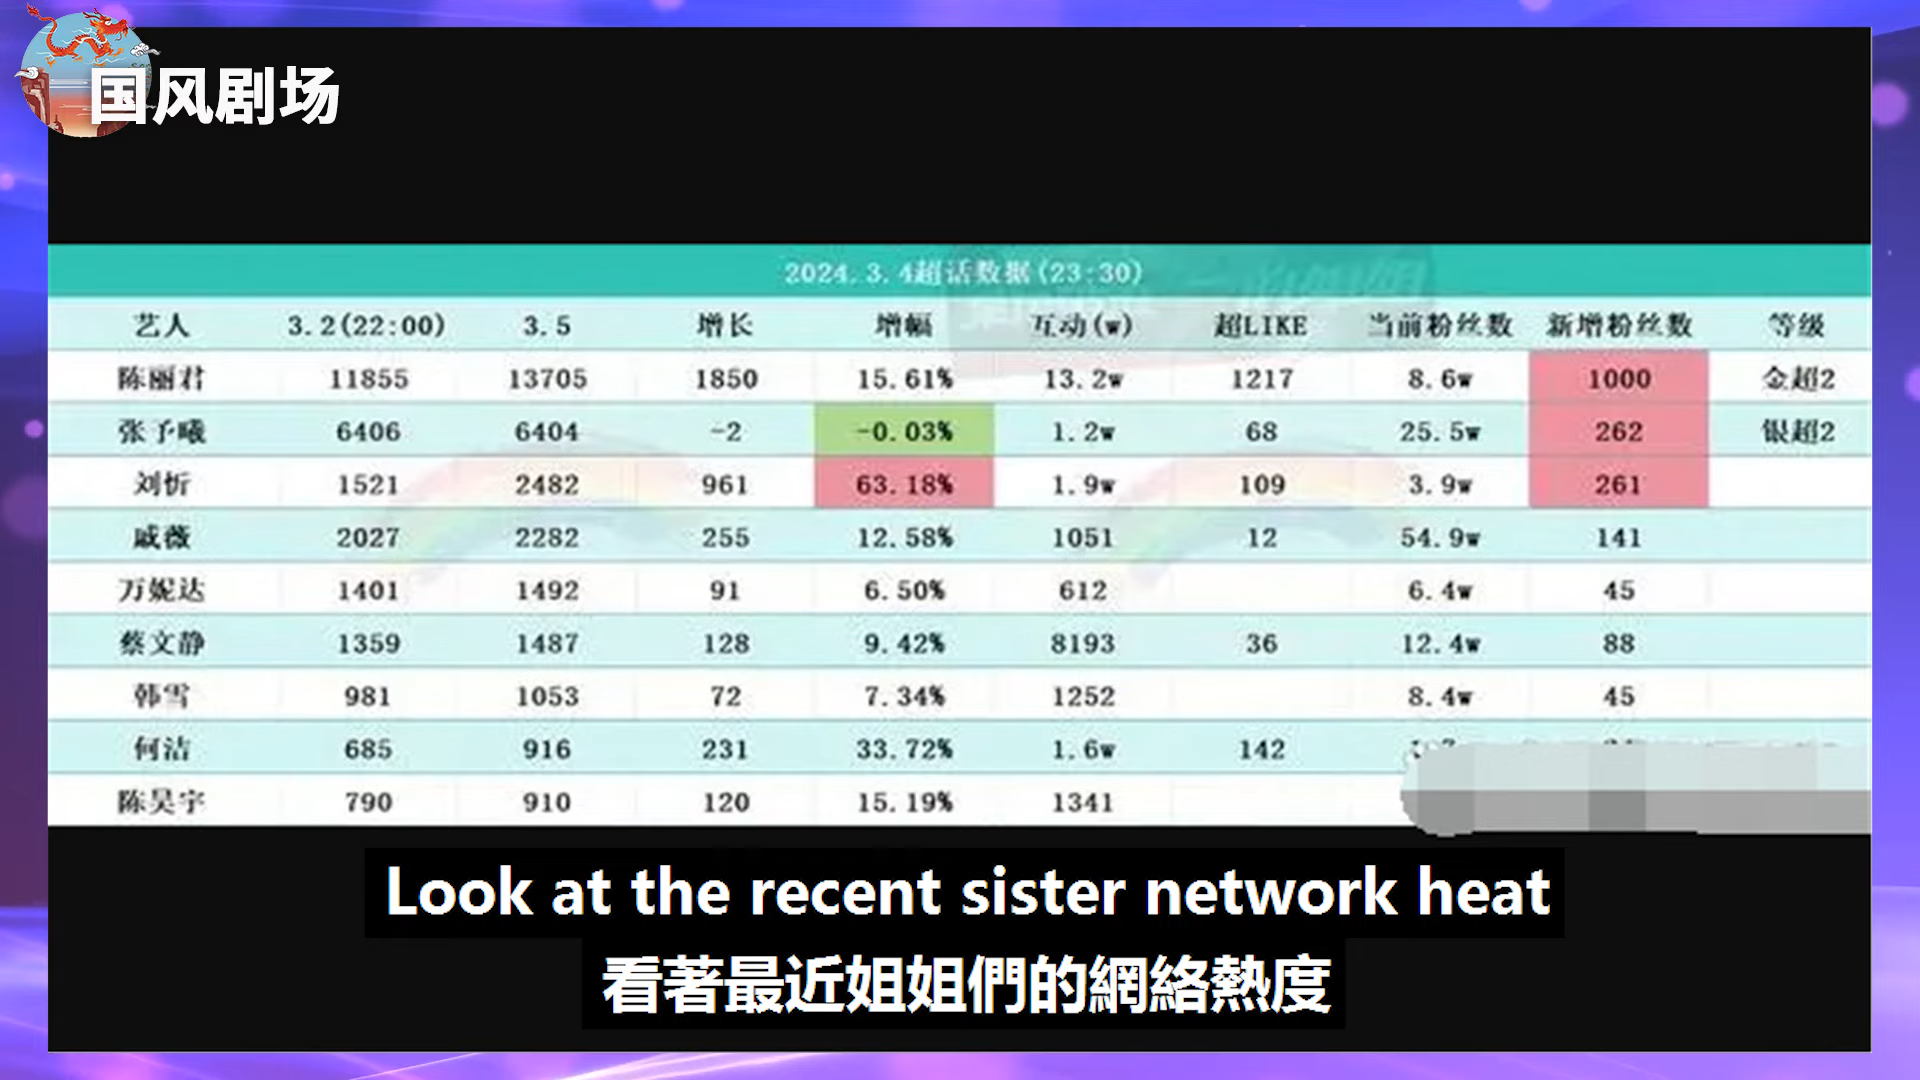 国风剧场
2024.3.4超话数据(23:30)
艺人 3.2(22:00) 3.5 增长 增幅 互动(w) 超LIKE 当前粉丝数 新增粉丝数 等级
陈丽君 11855 13705 1850 15.61% 13.2w 1217 8.6w 1000 金超2
张予曦 6406 6404 -2 -0.03% 1.2w 68 25.5w 262 银超2
刘忻 1521 2482 961 63.18% 1.9w 109 3.9w 261
戚薇 2027 2282 255 12.58% 1051 12 54.9w 141
万妮达 1401 1492 91 6.50% 612 6.4w 45
蔡文静 1359 1487 128 9.42% 8193 36 12.4w 88
韩雪 981 1053 72 7.34% 1252 8.4w 45
何洁 685 916 231 33.72% 1.6w 142
陈昊宇 790 910 120 15.19% 1341
Look at the recent sister network heat
看著最近姐姐們的網絡熱度